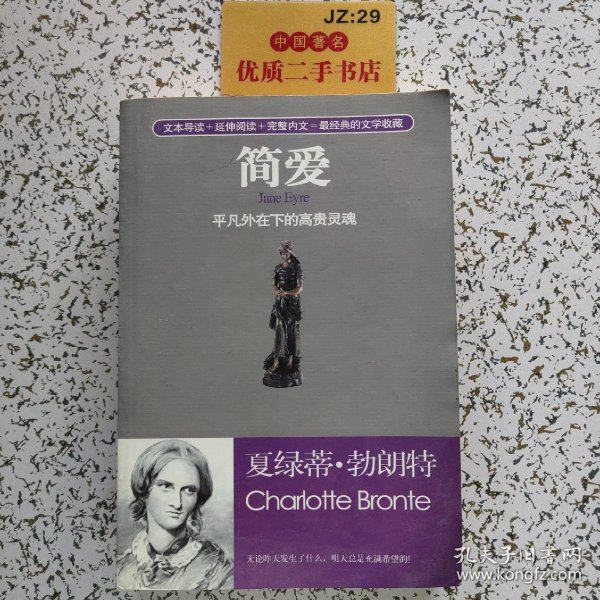 JZ:29
中国著名
优质二手书店
文本导读+延伸阅读+完整内文=最经典的文学收藏
简爱
Jane Eyre
平凡外在下的高贵灵魂
夏绿蒂·勃朗特
Charlotte Bronte
无论昨天发生了什么，明天总是充满希望的!
孔夫子旧书网
www.kongfz.com